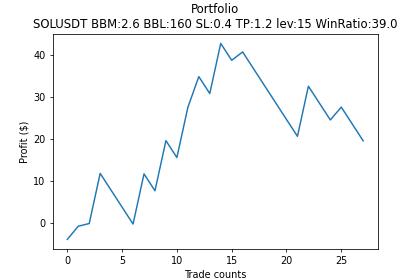 Portfolio
SOLUSDT BBM:2.6 BBL:160 SL:0.4 TP:1.2 lev:15 WinRatio:39.0
40
30
20
10
0
Profit ($)
0 5 10 15 20 25
Trade counts